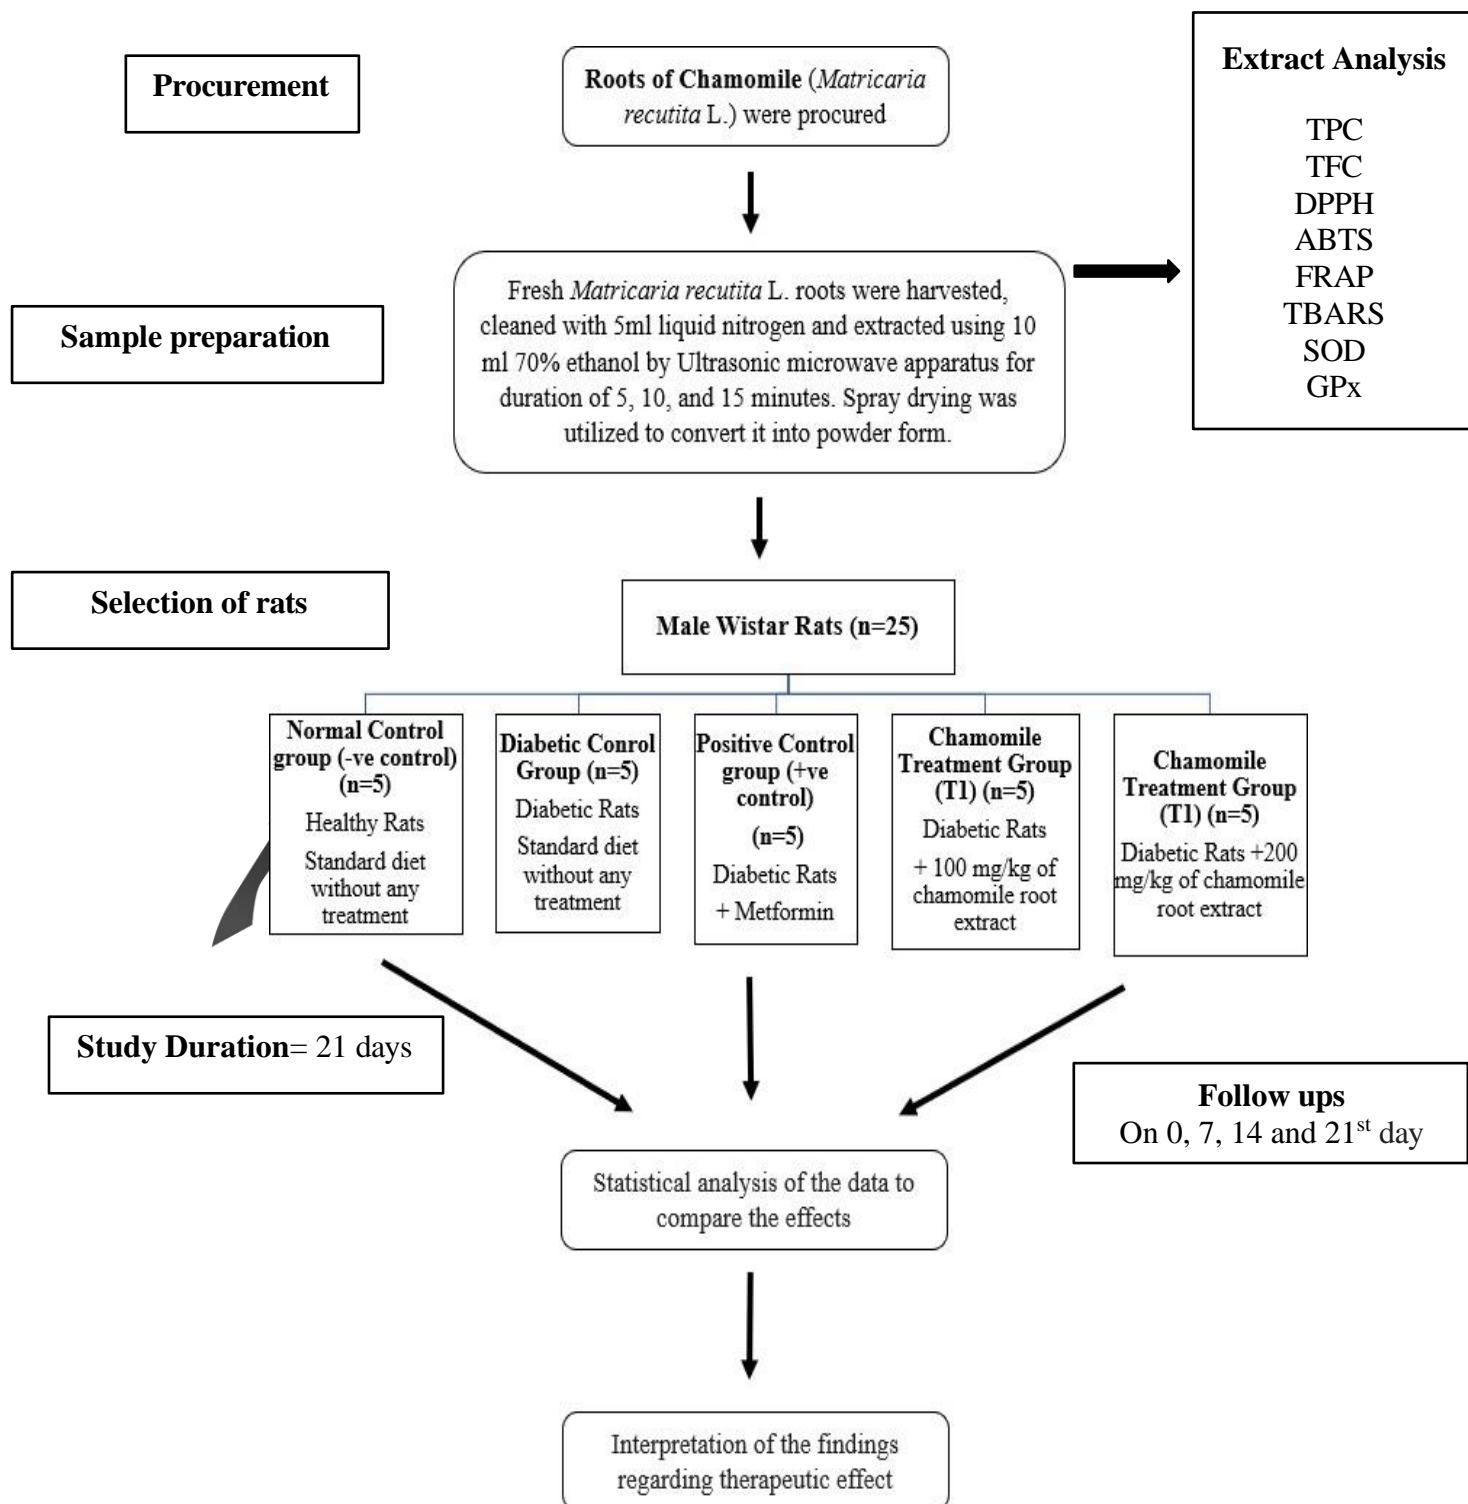 Procurement
Roots of Chamomile (Matricaria
recutita L.) were procured
Extract Analysis
TPC
TFC
DPPH
ABTS
FRAP
TBARS
SOD
GPx
Sample preparation
Fresh Matricaria recutita L. roots were harvested,
cleaned with 5ml liquid nitrogen and extracted using 10
ml 70% ethanol by Ultrasonic microwave apparatus for
duration of 5, 10, and 15 minutes. Spray drying was
utilized to convert it into powder form.
Selection of rats
Male Wistar Rats (n=25)
Normal Control
group (-ve control)
(n=5)
Healthy Rats
Standard diet
without any
treatment
Diabetic Conrol
Group (n=5)
Diabetic Rats
Standard diet
without any
treatment
Positive Control
group (+ve
control)
(n=5)
Diabetic Rats
+ Metformin
Chamomile
Treatment Group
(T1) (n=5)
Diabetic Rats
+ 100 mg/kg of
chamomile root
extract
Chamomile
Treatment Group
(T1) (n=5)
Diabetic Rats +200
mg/kg of chamomile
root extract
Study Duration= 21 days
Follow ups
On 0, 7, 14 and 21st day
Statistical analysis of the data to
compare the effects
Interpretation of the findings
regarding therapeutic effect